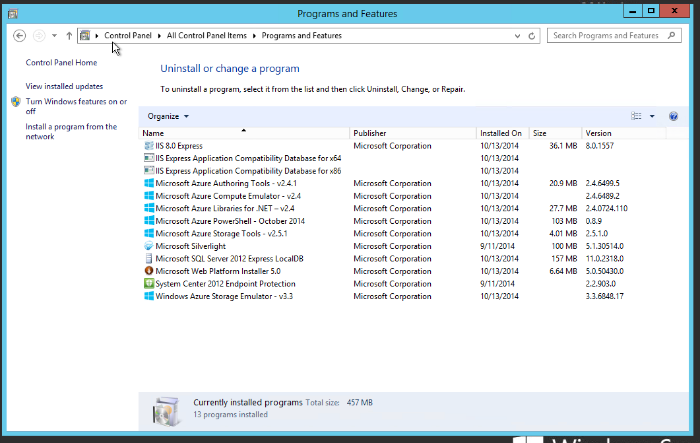 Programs and Features
Control Panel All Control Panel Items Programs and Features
Search Programs and Features
Control Panel Home
View installed updates
Turn Windows features on or
off
Install a program from the
network
Uninstall or change a program
To uninstall a program, select it from the list and then click Uninstall, Change, or Repair.
Organize
Name Publisher Installed On Size Version
IIS 8.0 Express Microsoft Corporation 10/13/2014 36.1 MB 8.0.1557
IIS Express Application Compatibility Database for x64 10/13/2014
IIS Express Application Compatibility Database for x86 10/13/2014
Microsoft Azure Authoring Tools - v2.4.1 Microsoft Corporation 10/13/2014 20.9 MB 2.4.6499.5
Microsoft Azure Compute Emulator - v2.4 Microsoft Corporation 10/13/2014 2.4.6489.2
Microsoft Azure Libraries for .NET – v2.4 Microsoft Corporation 10/13/2014 27.7 MB 2.4.0724.110
Microsoft Azure PowerShell - October 2014 Microsoft Corporation 10/13/2014 103 MB 0.8.9
Microsoft Azure Storage Tools - v2.5.1 Microsoft Corporation 10/13/2014 4.01 MB 2.5.1.0
Microsoft Silverlight Microsoft Corporation 9/11/2014 100 MB 5.1.30514.0
Microsoft SQL Server 2012 Express LocalDB Microsoft Corporation 10/13/2014 157 MB 11.0.2318.0
Microsoft Web Platform Installer 5.0 Microsoft Corporation 10/13/2014 6.64 MB 5.0.50430.0
System Center 2012 Endpoint Protection Microsoft Corporation 9/11/2014 2.2.903.0
Windows Azure Storage Emulator - v3.3 Microsoft Corporation 10/13/2014 3.3.6848.17
Currently installed programs Total size: 457 MB
13 programs installed